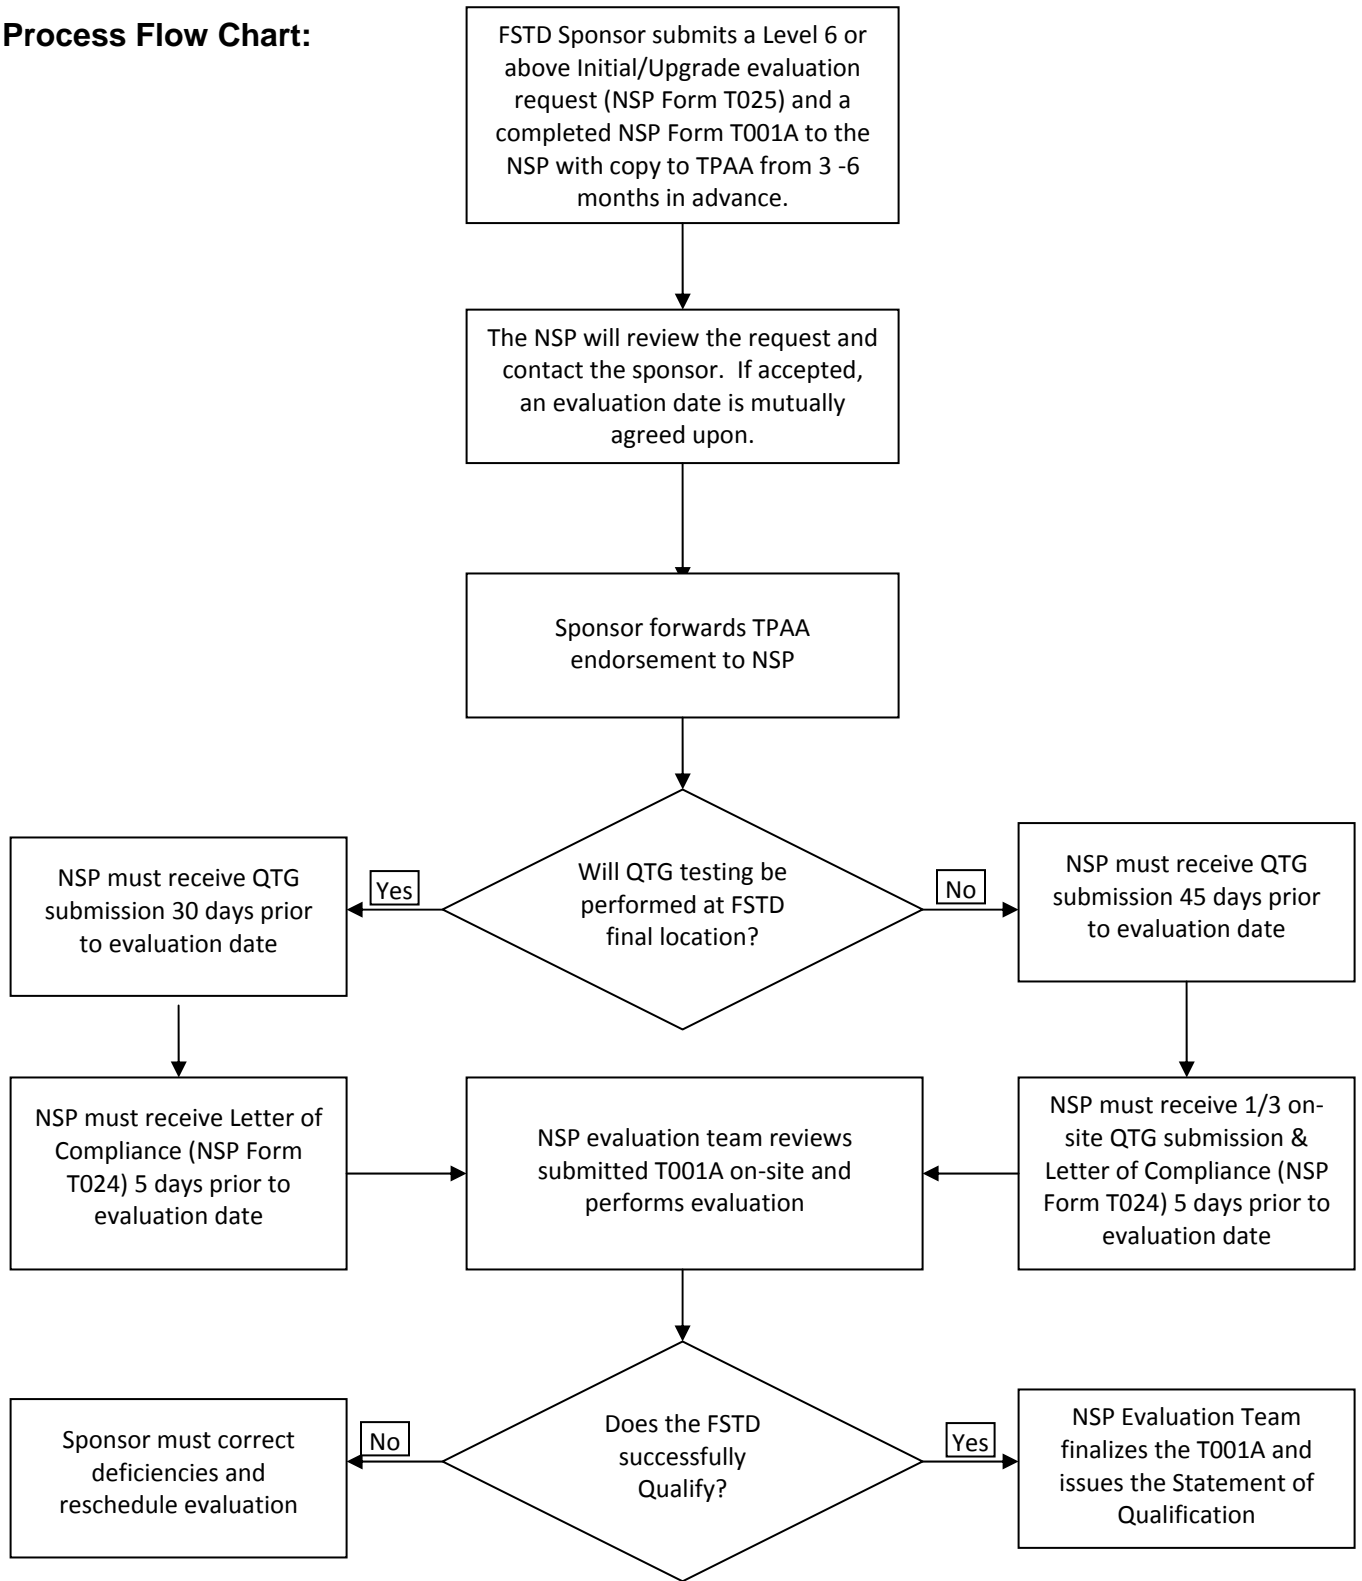 Process Flow Chart:
FSTD Sponsor submits a Level 6 or
above Initial/Upgrade evaluation
request (NSP Form T025) and a
completed NSP Form T001A to the
NSP with copy to TPAA from 3 -6
months in advance.
The NSP will review the request and
contact the sponsor.  If accepted,
an evaluation date is mutually
agreed upon.
Sponsor forwards TPAA
endorsement to NSP
Will QTG testing be
performed at FSTD
final location?
Yes
No
NSP must receive QTG
submission 30 days prior
to evaluation date
NSP must receive QTG
submission 45 days prior
to evaluation date
NSP must receive Letter of
Compliance (NSP Form
T024) 5 days prior to
evaluation date
NSP evaluation team reviews
submitted T001A on-site and
performs evaluation
NSP must receive 1/3 on-
site QTG submission &
Letter of Compliance (NSP
Form T024) 5 days prior to
evaluation date
Does the FSTD
successfully
Qualify?
No
Yes
Sponsor must correct
deficiencies and
reschedule evaluation
NSP Evaluation Team
finalizes the T001A and
issues the Statement of
Qualification